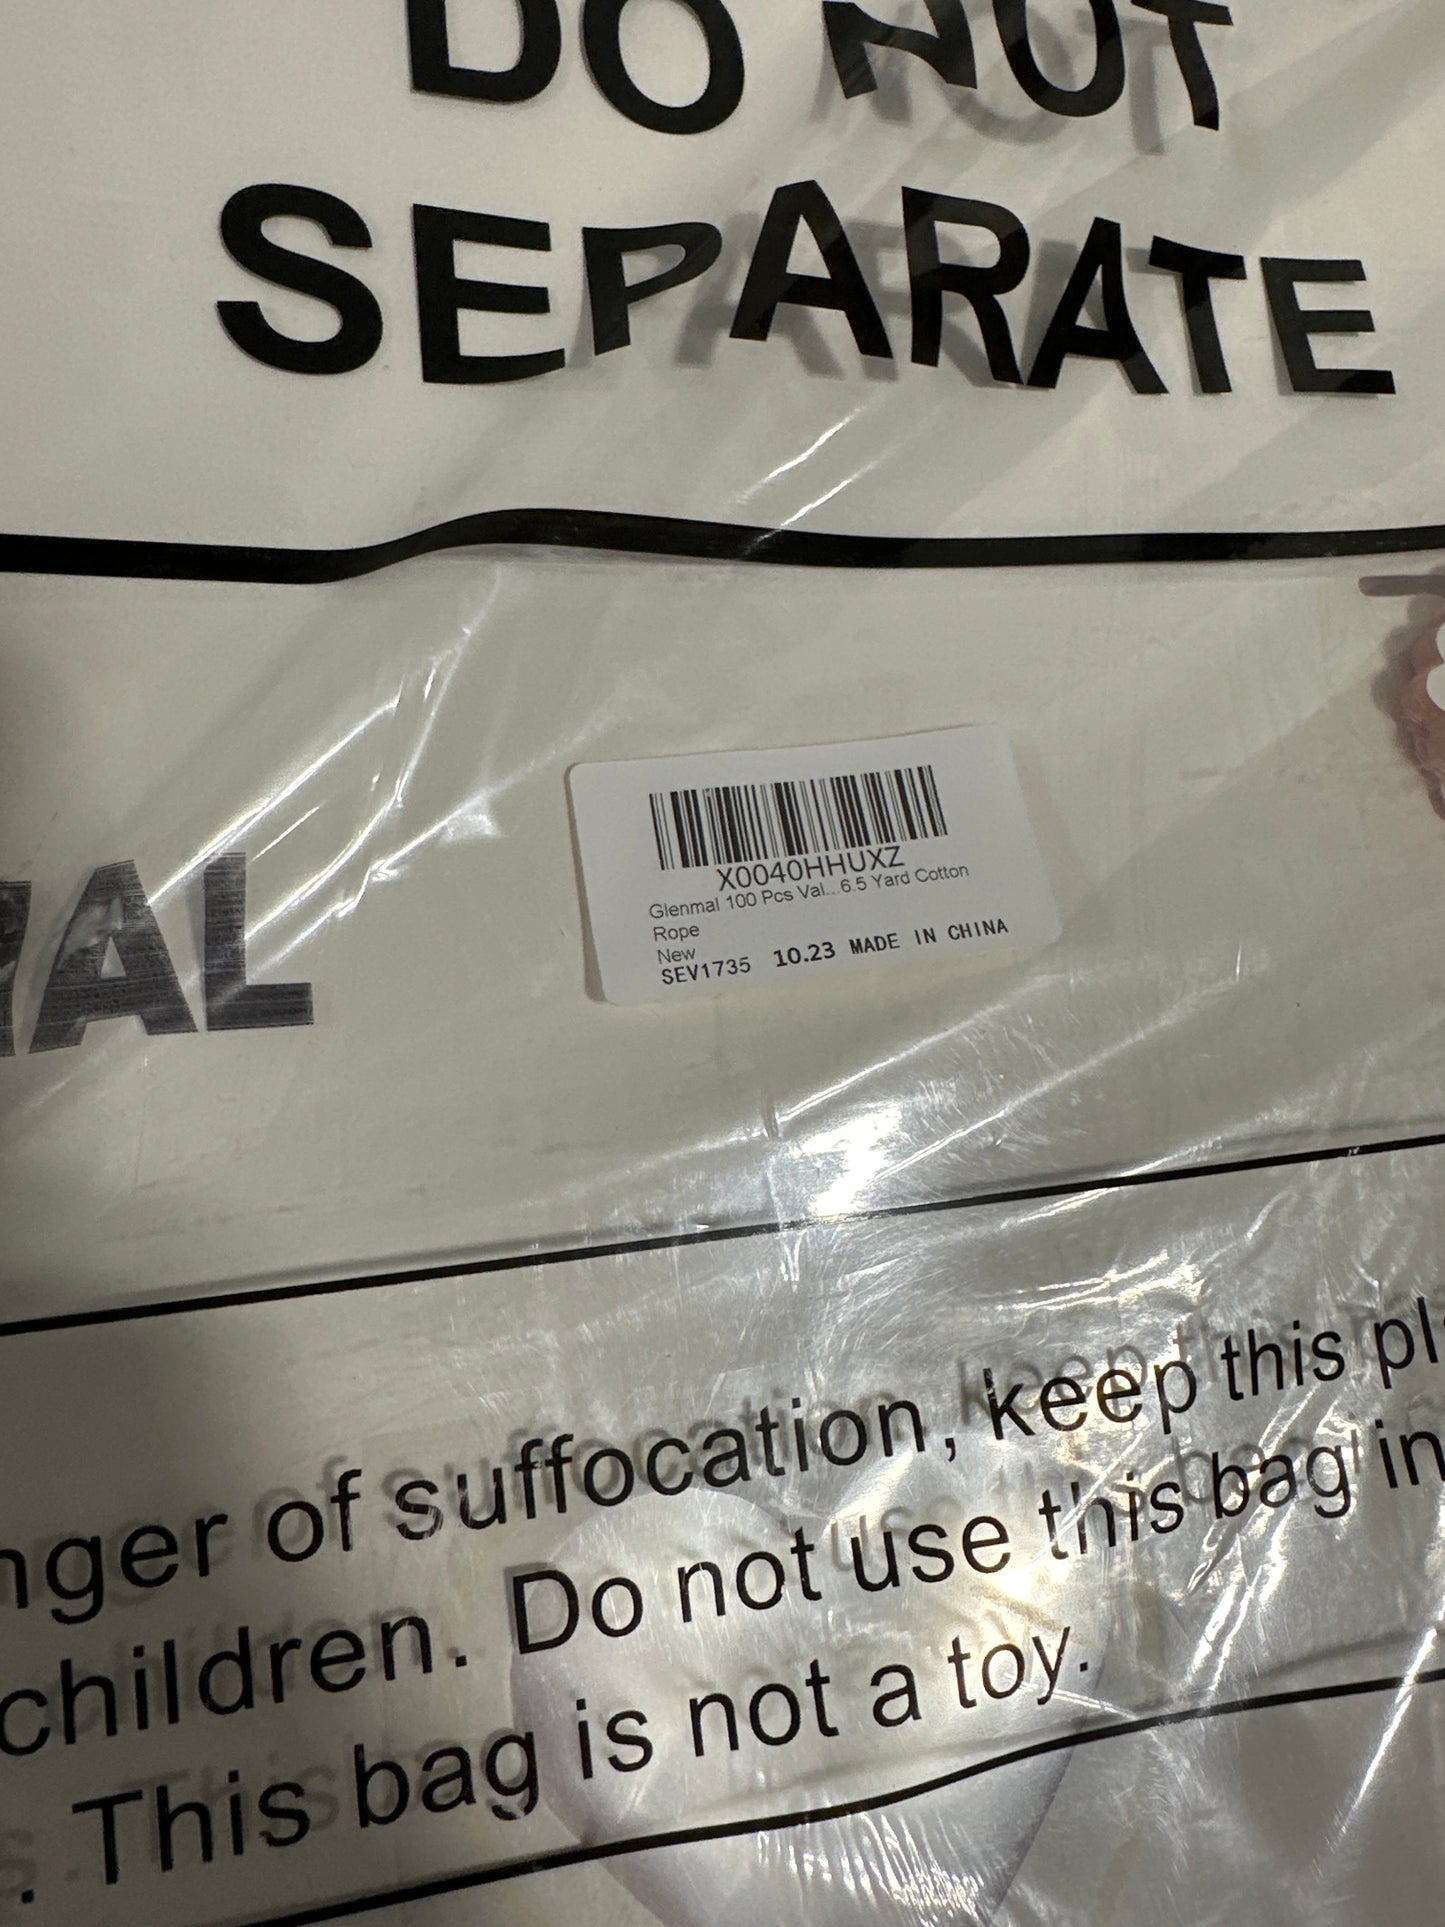 DO NOT
SEPARATE
X0040HHUXZ
Glenmal 100 Pcs Val...6.5 Yard Cotton
Rope
New
SEV1735 10.23 MADE IN CHINA
AL
nger of suffocation, keep this pl
children. Do not use this bag in
s. This bag is not a toy.